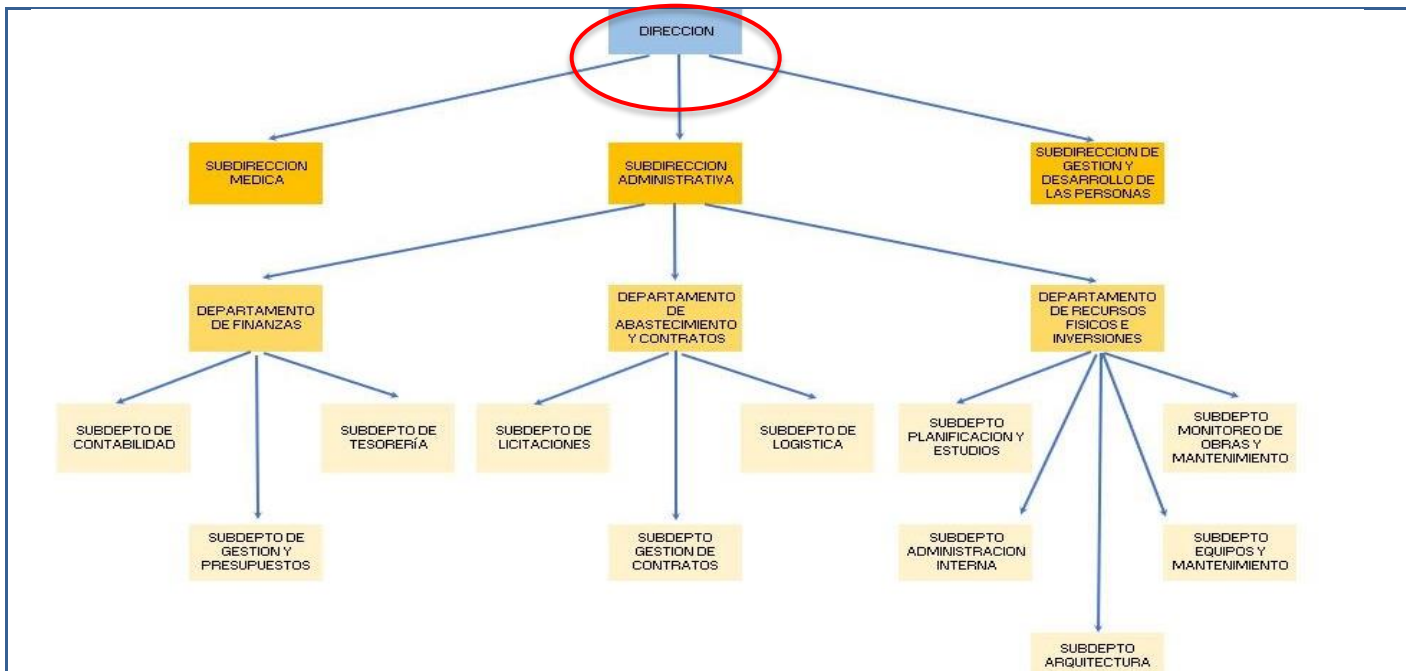 DIRECCION
SUBDIRECCION
MEDICA
SUBDIRECCION
ADMINISTRATIVA
SUBDIRECCION DE
GESTION Y
DESARROLLO DE
LAS PERSONAS
DEPARTAMENTO
DE FINANZAS
DEPARTAMENTO
DE
ABASTECIMIENTO
Y CONTRATOS
DEPARTAMENTO
DE RECURSOS
FISICOS E
INVERSIONES
SUBDEPTO DE
CONTABILIDAD
SUBDEPTO DE
TESORERÍA
SUBDEPTO DE
LICITACIONES
SUBDEPTO DE
LOGISTICA
SUBDEPTO
PLANIFICACION Y
ESTUDIOS
SUBDEPTO
MONITOREO DE
OBRAS Y
MANTENIMIENTO
SUBDEPTO DE
GESTION Y
PRESUPUESTOS
SUBDEPTO
GESTION DE
CONTRATOS
SUBDEPTO
ADMINISTRACION
INTERNA
SUBDEPTO
EQUIPOS Y
MANTENIMIENTO
SUBDEPTO
ARQUITECTURA